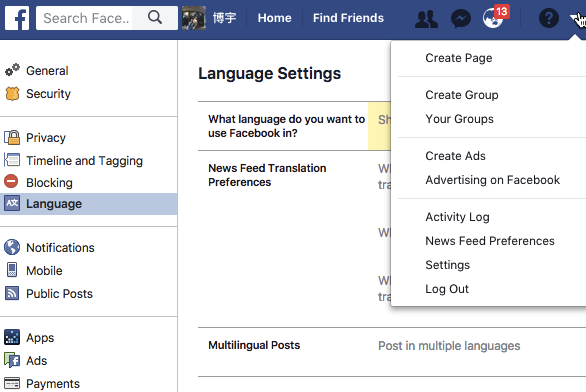 f
Search Face..
博宇
Home
Find Friends
13
?
General
Security
Privacy
Timeline and Tagging
Blocking
Language
Notifications
Mobile
Public Posts
Apps
Ads
Payments
Language Settings
What language do you want to
use Facebook in?
Sh
News Feed Translation
Preferences
Wh
tra
Wh
Wh
tra
Multilingual Posts
Post in multiple languages
Create Page
Create Group
Your Groups
Create Ads
Advertising on Facebook
Activity Log
News Feed Preferences
Settings
Log Out